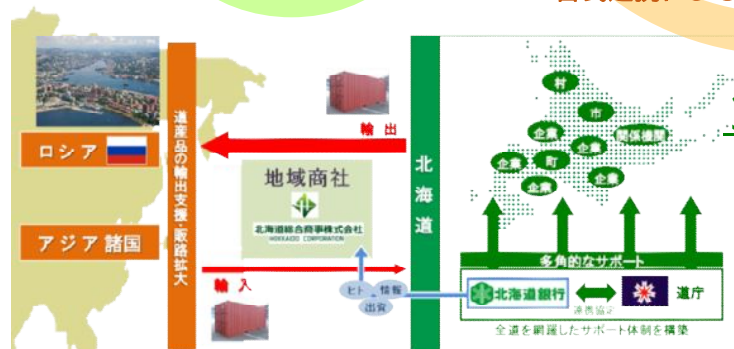 ロシア
アジア諸国
道産品の輸出支援・販路拡大
輸出
地域商社
北海道総合商事株式会社
HOKKAIDO CORPORATION
輸入
ヒト
情報
出資
北海道
村
市
企業
企業
関係機関
企業
町
企業
企業
多角的なサポート
北海道銀行
連携協定
道庁
全道を網羅したサポート体制を構築